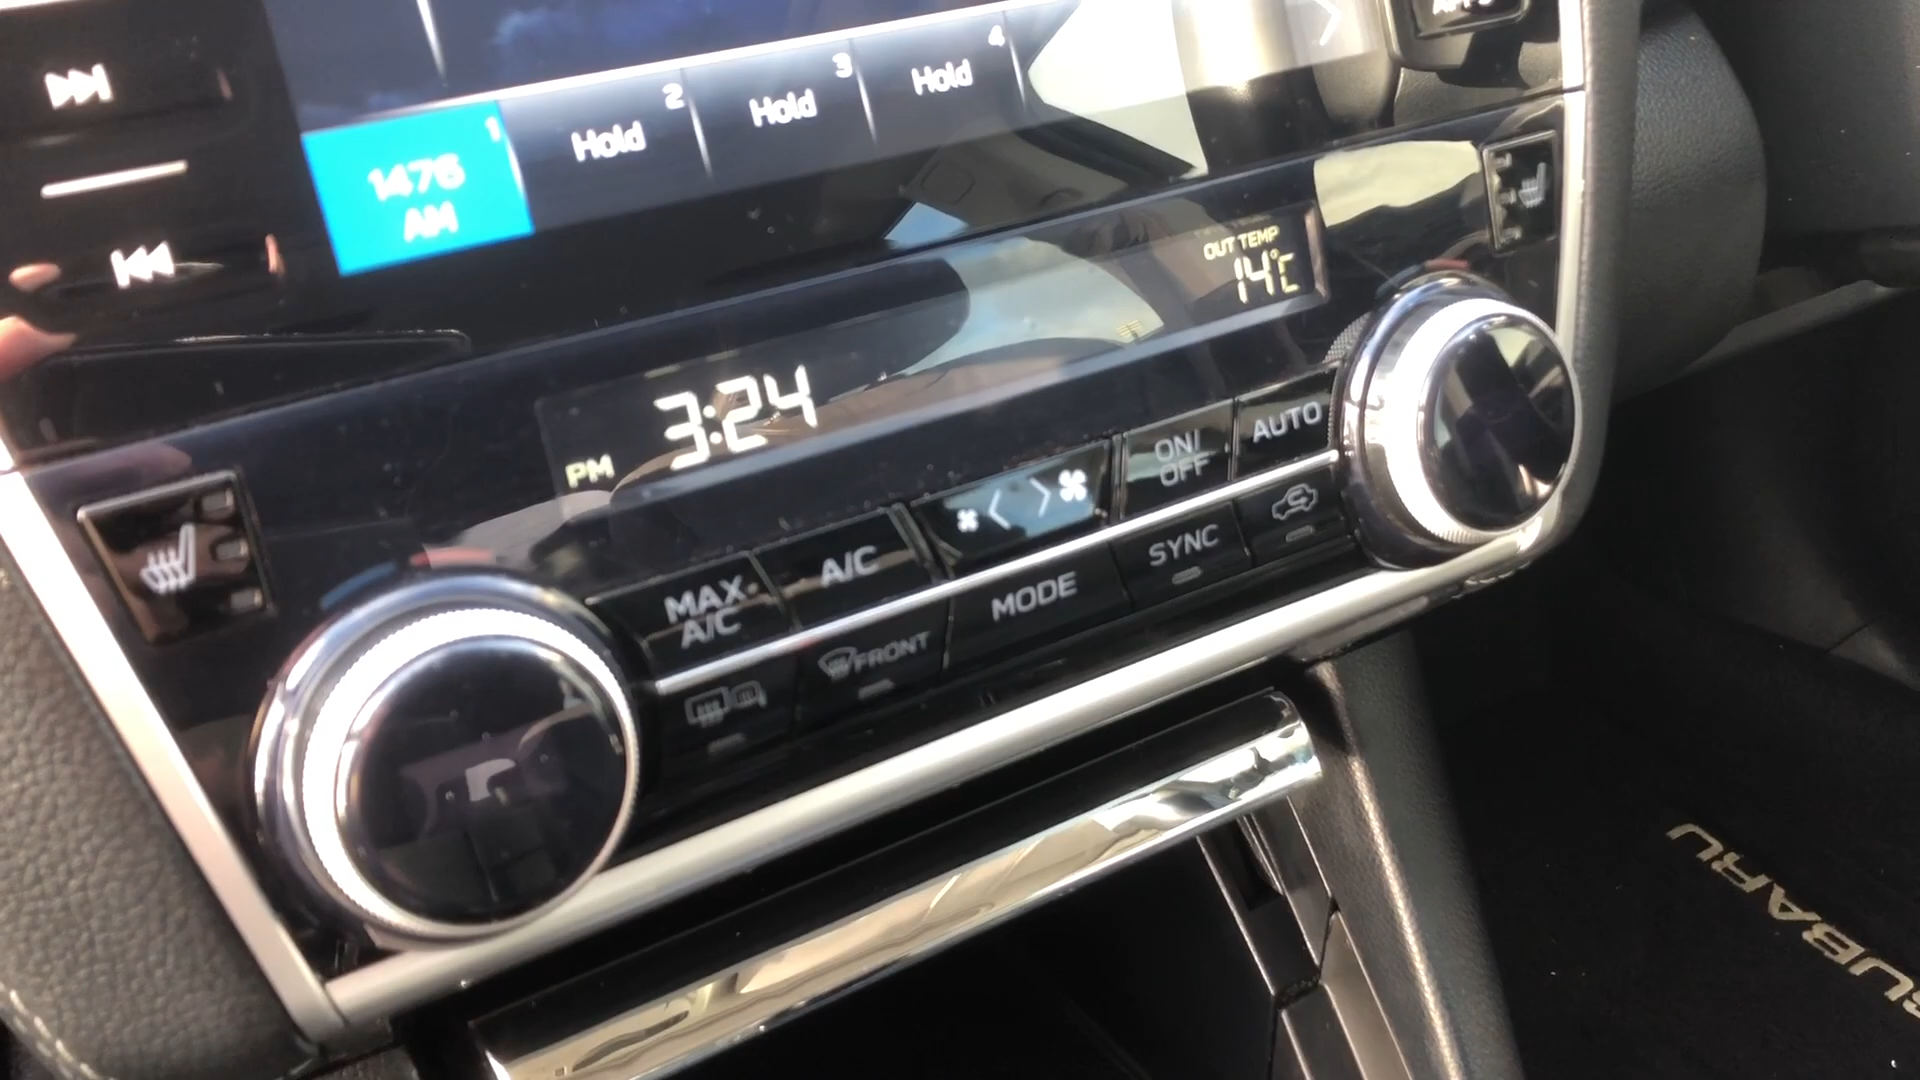 1
1476
AM
2
Hold
3
Hold
4
Hold
OUT TEMP
14°C
PM 3:24
MAX
A/C
A/C
ON/
OFF
AUTO
FRONT
MODE
SYNC
SUBARU